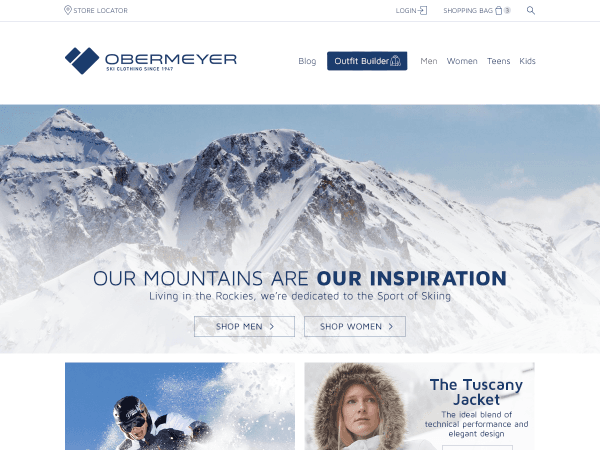 STORE LOCATOR
LOGIN
SHOPPING BAG 3
OBERMEYER
SKI CLOTHING SINCE 1947
Blog
Outfit Builder
Men
Women
Teens
Kids
OUR MOUNTAINS ARE OUR INSPIRATION
Living in the Rockies, we're dedicated to the Sport of Skiing
SHOP MEN
SHOP WOMEN
The Tuscany
Jacket
The ideal blend of
technical performance and
elegant design